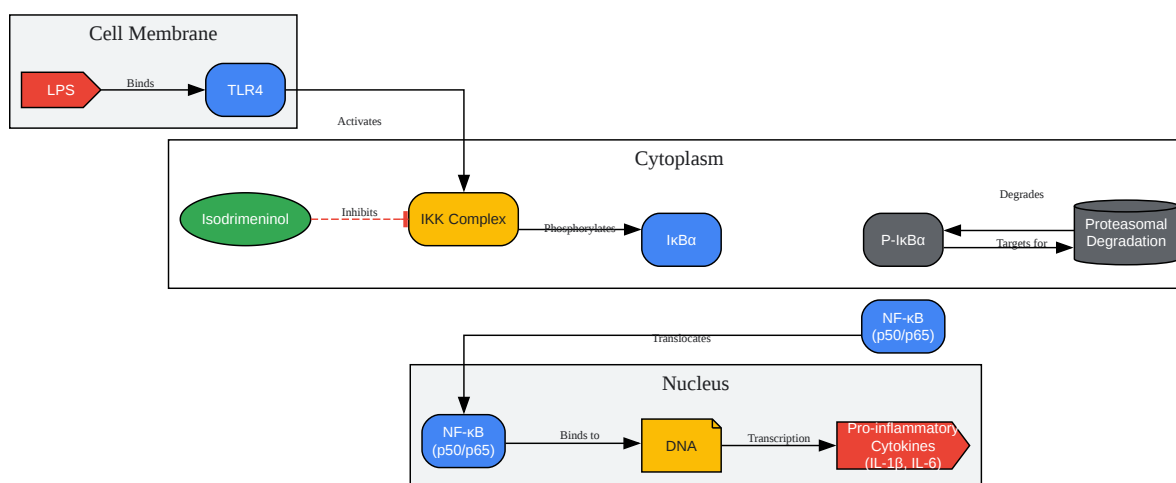 Cell Membrane
LPS
Binds
TLR4
Activates
Cytoplasm
Isodrimeninol
Inhibits
IKK Complex
Phosphorylates
IκBα
P-IκBα
Degrades
Targets for
Proteasomal
Degradation
NF-κB
(p50/p65)
Translocates
Nucleus
NF-κB
(p50/p65)
Binds to
DNA
Transcription
Pro-inflammatory
Cytokines
(IL-1β, IL-6)